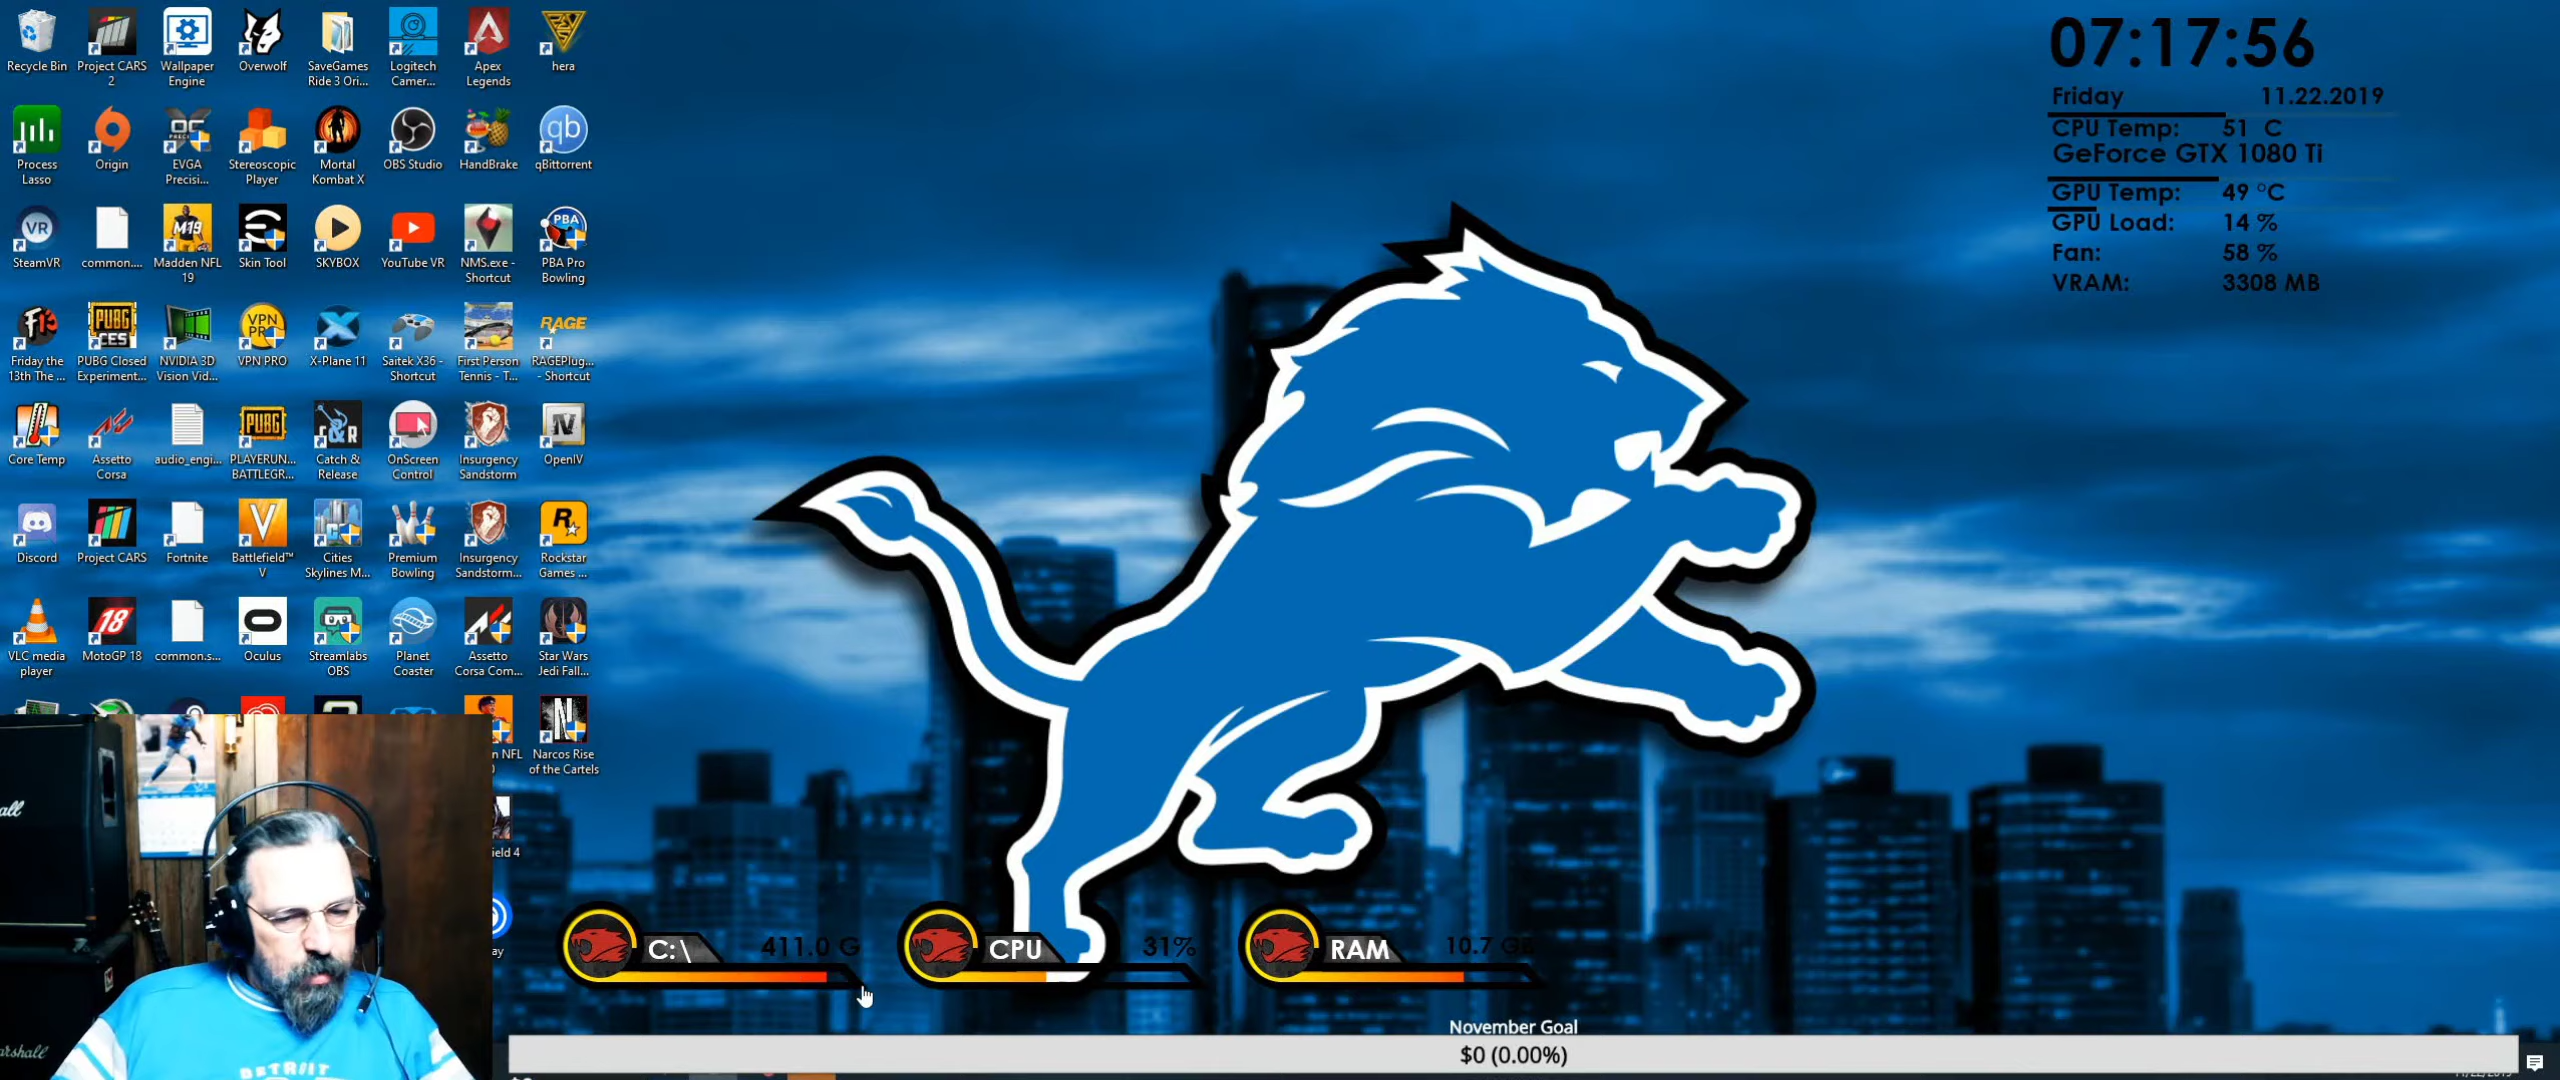 Recycle Bin
Project CARS 2
Wallpaper Engine
Overwolf
SaveGames Ride 3 Ori...
Logitech Camer...
Apex Legends
hera
Process Lasso
Origin
EVGA Precisi...
Stereoscopic Player
Mortal Kombat X
OBS Studio
HandBrake
qBittorrent
SteamVR
common....
Madden NFL 19
Skin Tool
SKYBOX
YouTube VR
NMS.exe - Shortcut
PBA Pro Bowling
Friday the 13th The ...
PUBG Closed Experiment...
NVIDIA 3D Vision Vid...
VPN PRO
X-Plane 11
Saitek X36 - Shortcut
First Person Tennis - T...
RAGEPlug... - Shortcut
Core Temp
Assetto Corsa
audio_engi...
PLAYERUN... BATTLEGR...
Catch & Release
OnScreen Control
Insurgency Sandstorm
OpenIV
Discord
Project CARS
Fortnite
Battlefield™ V
Cities Skylines M...
Premium Bowling
Insurgency Sandstorm...
Rockstar Games ...
VLC media player
MotoGP 18
common.s...
Oculus
Streamlabs OBS
Planet Coaster
Assetto Corsa Com...
Star Wars Jedi Fall...
Narcos Rise of the Cartels
07:17:56
Friday 11.22.2019
CPU Temp: 51 C
GeForce GTX 1080 Ti
GPU Temp: 49 °C
GPU Load: 14 %
Fan: 58 %
VRAM: 3308 MB
C:\ 411.0 G
CPU 31%
RAM 10.7 G
November Goal
$0 (0.00%)
DETROIT